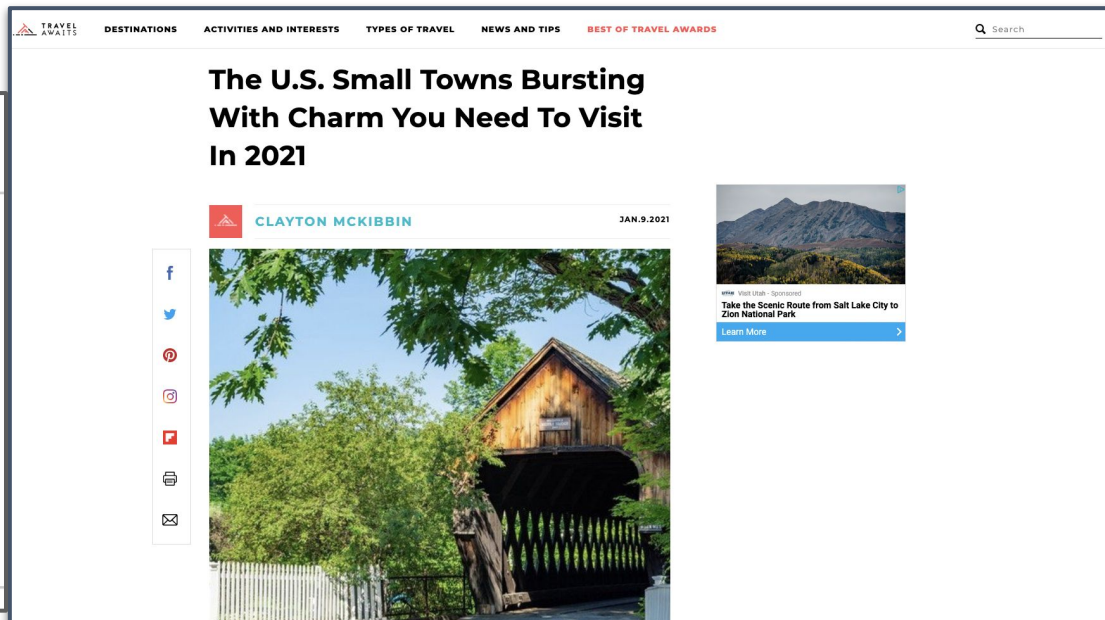 TRAVEL
AWAITS
DESTINATIONS
ACTIVITIES AND INTERESTS
TYPES OF TRAVEL
NEWS AND TIPS
BEST OF TRAVEL AWARDS
Search
The U.S. Small Towns Bursting
With Charm You Need To Visit
In 2021
CLAYTON MCKIBBIN
JAN.9.2021
Visit Utah - Sponsored
Take the Scenic Route from Salt Lake City to
Zion National Park
Learn More